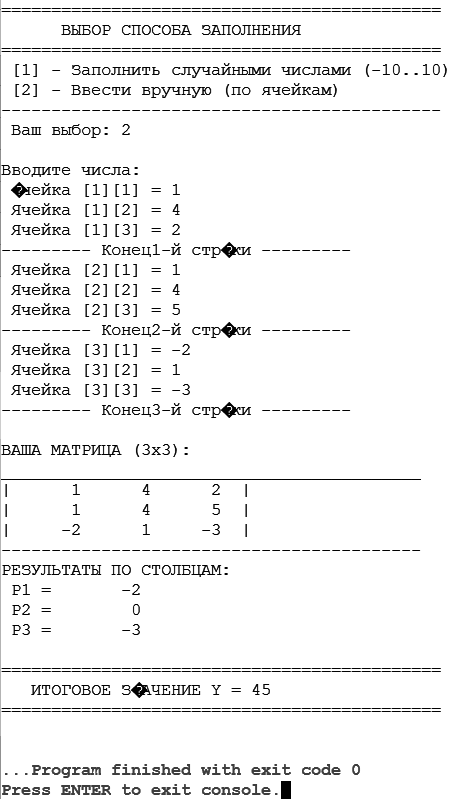 ============================================
ВЫБОР СПОСОБА ЗАПОЛНЕНИЯ
============================================
[1] - Заполнить случайными числами (-10..10)
[2] - Ввести вручную (по ячейкам)
--------------------------------------------
Ваш выбор: 2
Вводите числа:
�чейка [1][1] = 1
Ячейка [1][2] = 4
Ячейка [1][3] = 2
--------- Конец1-й стр�ки ---------
Ячейка [2][1] = 1
Ячейка [2][2] = 4
Ячейка [2][3] = 5
--------- Конец2-й стр�ки ---------
Ячейка [3][1] = -2
Ячейка [3][2] = 1
Ячейка [3][3] = -3
--------- Конец3-й стр�ки ---------
ВАША МАТРИЦА (3x3):
__________________________________________
| 1 4 2 |
| 1 4 5 |
| -2 1 -3 |
------------------------------------------
РЕЗУЛЬТАТЫ ПО СТОЛБЦАМ:
P1 = -2
P2 = 0
P3 = -3
============================================
ИТОГОВОЕ З�АЧЕНИЕ Y = 45
============================================
...Program finished with exit code 0
Press ENTER to exit console.